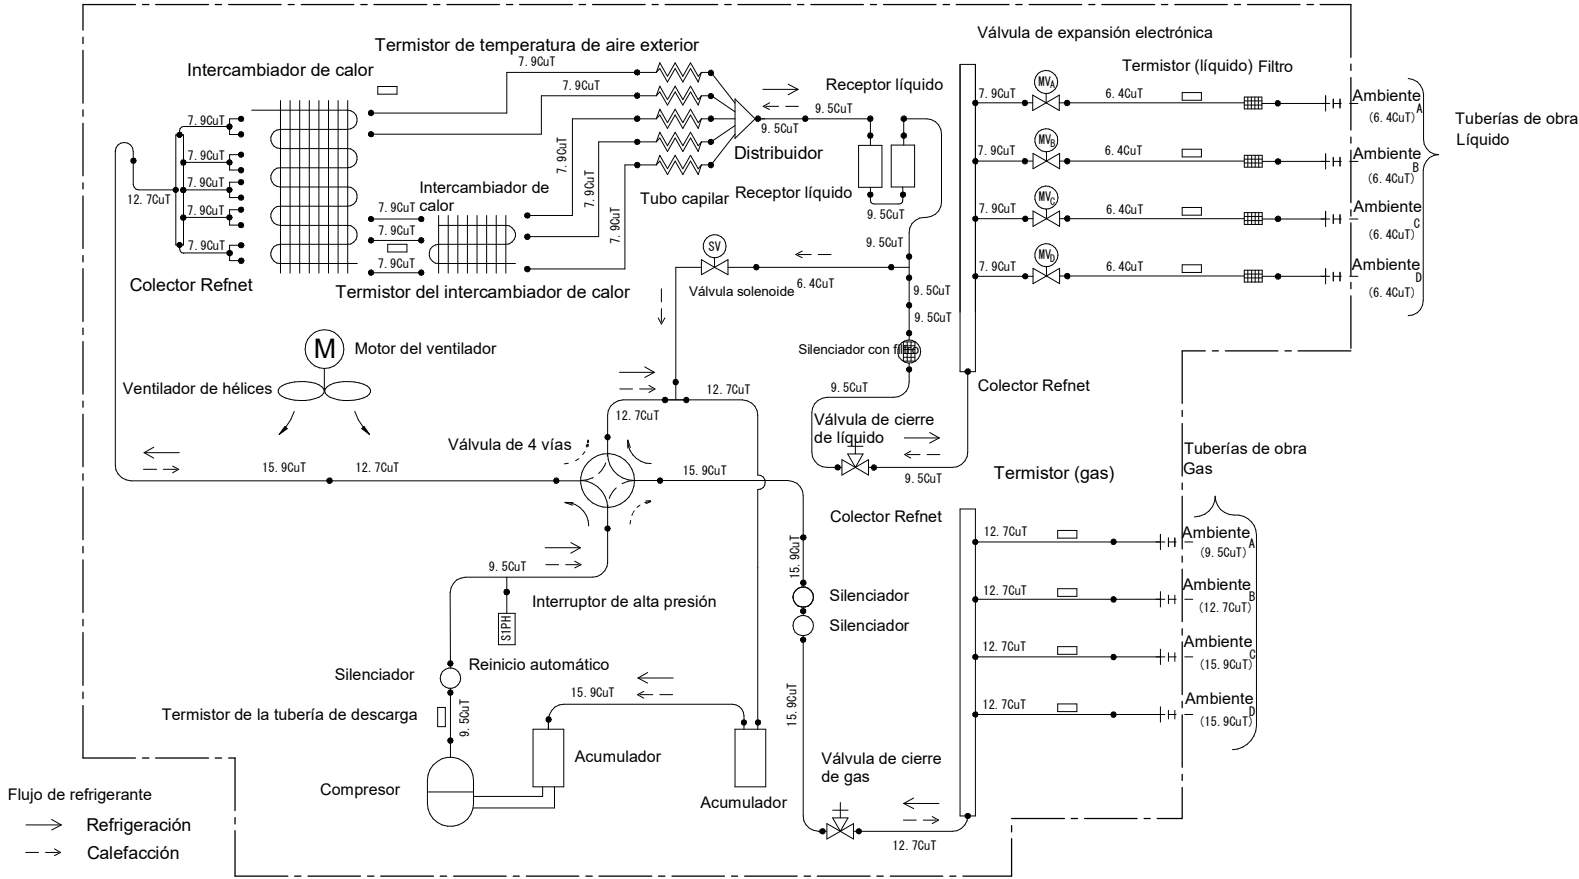 Termistor de temperatura de aire exterior
Intercambiador de calor
7.9CuT
7.9CuT
7.9CuT
7.9CuT
7.9CuT
7.9CuT
7.9CuT
12.7CuT
Colector Refnet
7.9CuT
7.9CuT
7.9CuT
Intercambiador de
calor
Termistor del intercambiador de calor
7.9CuT
7.9CuT
7.9CuT
Tubo capilar
Distribuidor
9.5CuT
9.5CuT
Receptor líquido
Receptor líquido
9.5CuT
9.5CuT
SV
Válvula solenoide
6.4CuT
9.5CuT
9.5CuT
Silenciador con filtro
9.5CuT
Válvula de cierre
de líquido
9.5CuT
Colector Refnet
Válvula de expansión electrónica
Termistor (líquido)
Filtro
7.9CuT
MVA
6.4CuT
Ambiente A
(6.4CuT)
7.9CuT
MVB
6.4CuT
Ambiente B
(6.4CuT)
7.9CuT
MVC
6.4CuT
Ambiente C
(6.4CuT)
7.9CuT
MVD
6.4CuT
Ambiente D
(6.4CuT)
Tuberías de obra
Líquido
M
Motor del ventilador
Ventilador de hélices
12.7CuT
12.7CuT
Válvula de 4 vías
15.9CuT
12.7CuT
15.9CuT
9.5CuT
Interruptor de alta presión
S1PH
Reinicio automático
Silenciador
Termistor de la tubería de descarga
9.5CuT
Compresor
15.9CuT
Acumulador
Acumulador
15.9CuT
Silenciador
Silenciador
15.9CuT
Válvula de cierre
de gas
12.7CuT
Colector Refnet
Termistor (gas)
Tuberías de obra
Gas
12.7CuT
Ambiente A
(9.5CuT)
12.7CuT
Ambiente B
(12.7CuT)
12.7CuT
Ambiente C
(15.9CuT)
12.7CuT
Ambiente D
(15.9CuT)
Flujo de refrigerante
Refrigeración
Calefacción